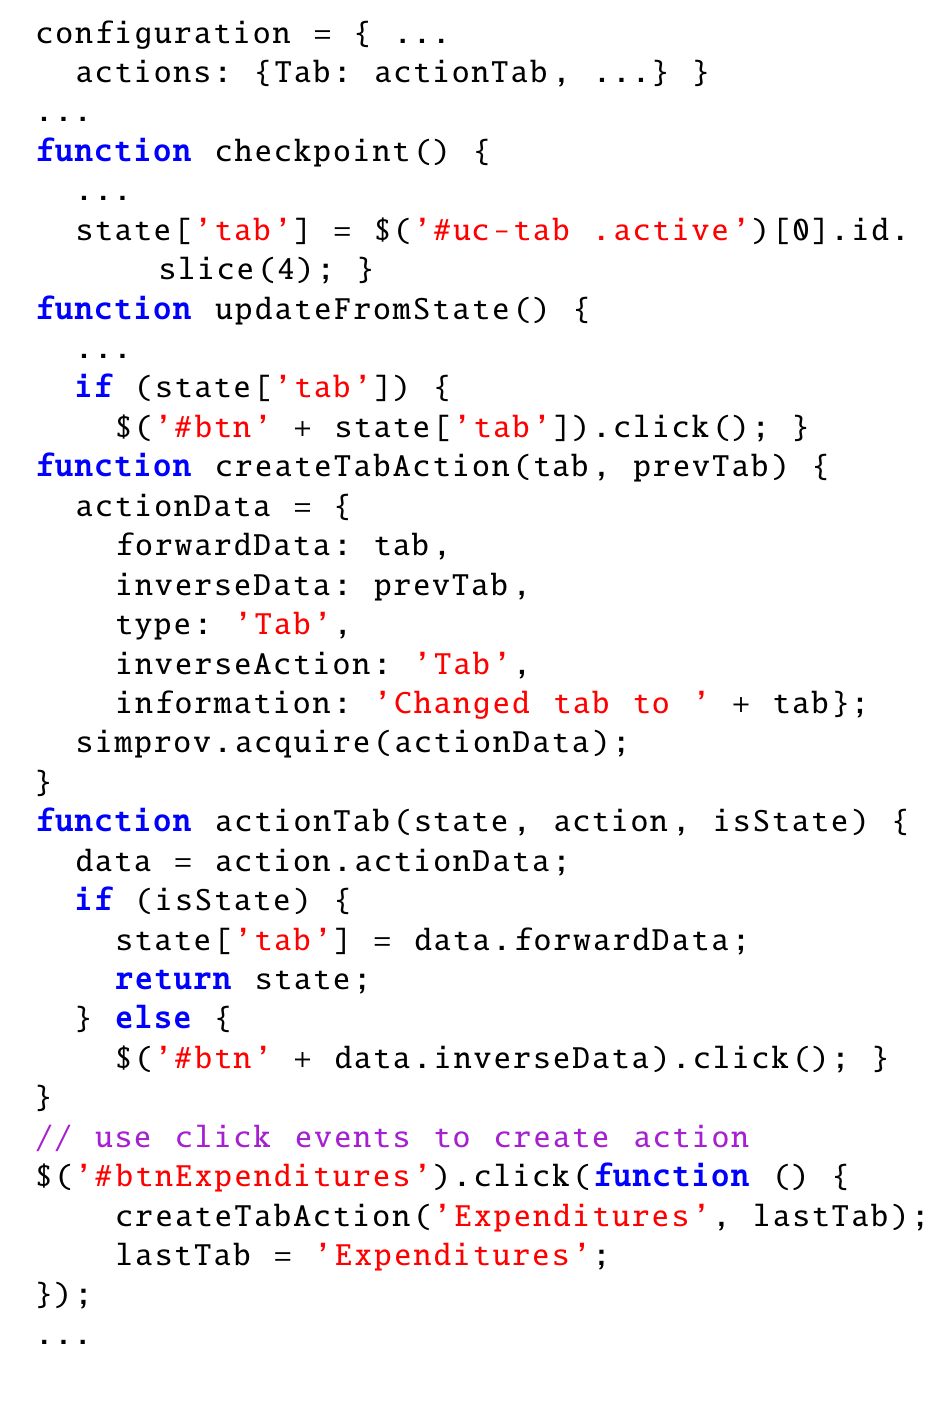 configuration = { ...
  actions: {Tab: actionTab, ...} }
...
function checkpoint() {
  ...
  state['tab'] = $('#uc-tab .active')[0].id.
      slice(4); }
function updateFromState() {
  ...
  if (state['tab']) {
    $('#btn' + state['tab']).click(); }
function createTabAction(tab, prevTab) {
  actionData = {
    forwardData: tab,
    inverseData: prevTab,
    type: 'Tab',
    inverseAction: 'Tab',
    information: 'Changed tab to ' + tab};
  simprov.acquire(actionData);
}
function actionTab(state, action, isState) {
  data = action.actionData;
  if (isState) {
    state['tab'] = data.forwardData;
    return state;
  } else {
    $('#btn' + data.inverseData).click(); }
}
// use click events to create action
$('#btnExpenditures').click(function () {
    createTabAction('Expenditures', lastTab);
    lastTab = 'Expenditures';
});
...